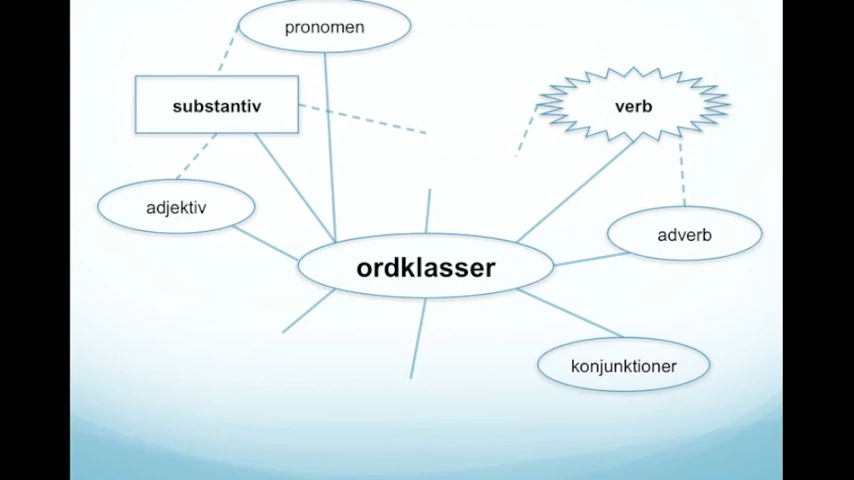 pronomen
substantiv
verb
adjektiv
adverb
ordklasser
konjunktioner